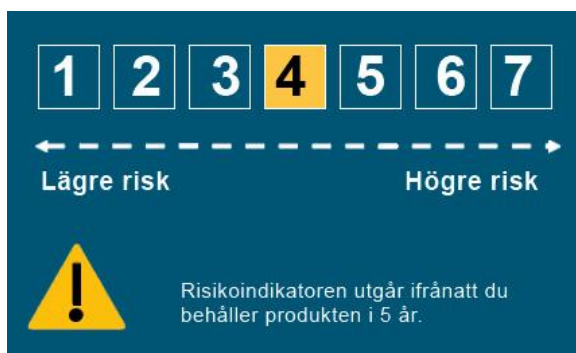 1 2 3 4 5 6 7
Lägre risk Högre risk
Risikoindikatoren utgår ifrånatt du
behåller produkten i 5 år.